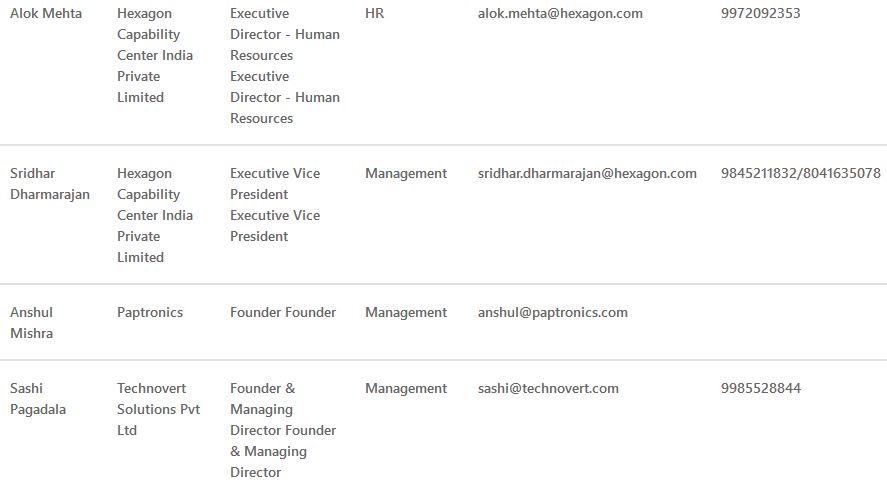 Alok Mehta
Hexagon
Capability
Center India
Private
Limited
Executive
Director - Human
Resources
Executive
Director - Human
Resources
HR
alok.mehta@hexagon.com
9972092353
Sridhar
Dharmarajan
Hexagon
Capability
Center India
Private
Limited
Executive Vice
President
Executive Vice
President
Management
sridhar.dharmarajan@hexagon.com
9845211832/8041635078
Anshul
Mishra
Paptronics
Founder Founder
Management
anshul@paptronics.com
Sashi
Pagadala
Technovert
Solutions Pvt
Ltd
Founder &
Managing
Director Founder
& Managing
Director
Management
sashi@technovert.com
9985528844